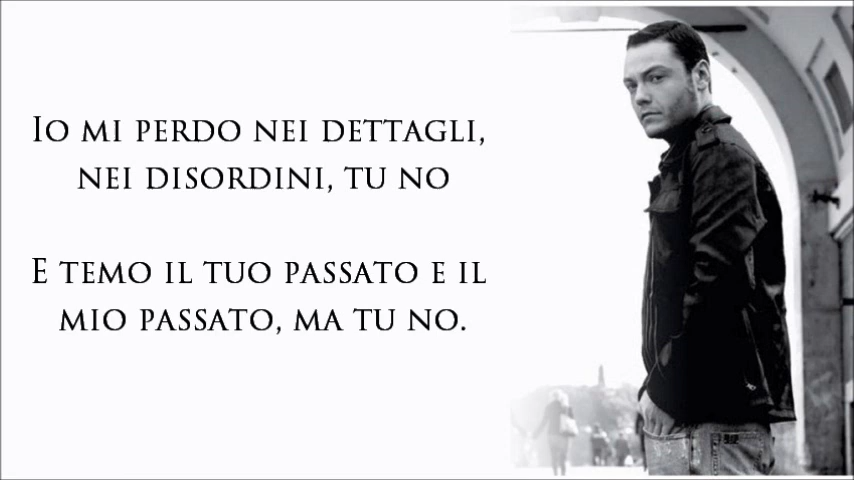 Io mi perdo nei dettagli,
nei disordini, tu no
E temo il tuo passato e il
mio passato, ma tu no.